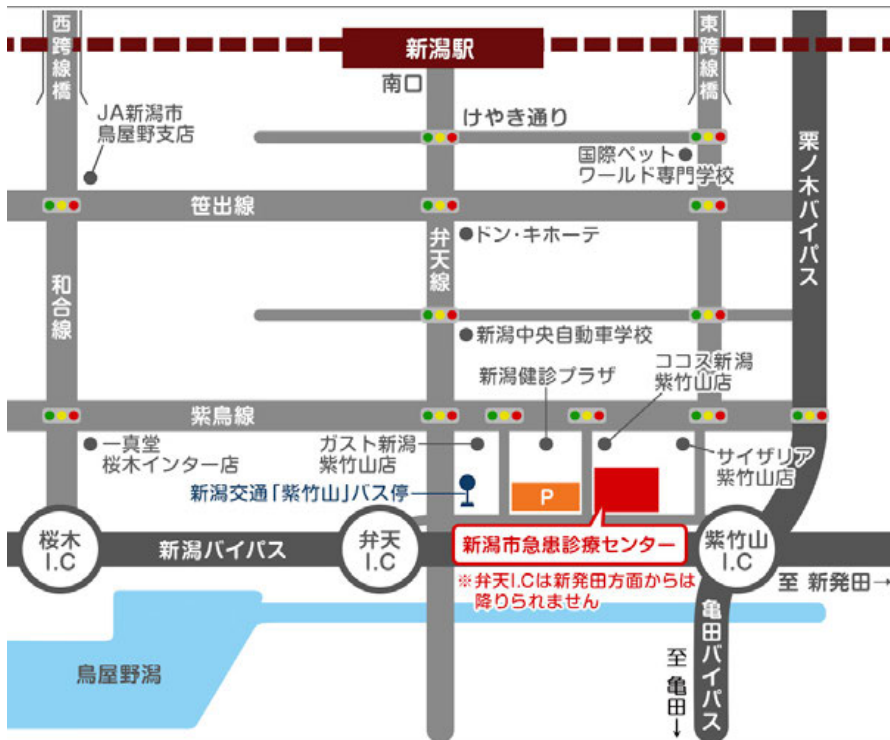 西跨線橋
新潟駅
東跨線橋
南口
JA新潟市
鳥屋野支店
けやき通り
国際ペット
ワールド専門学校
栗ノ木バイパス
笹出線
弁天線
ドン・キホーテ
和合線
新潟中央自動車学校
新潟健診プラザ
ココス新潟
紫竹山店
紫鳥線
一真堂
桜木インター店
ガスト新潟
紫竹山店
サイザリア
紫竹山店
新潟交通「紫竹山」バス停
P
桜木
I.C
新潟バイパス
弁天
I.C
新潟市急患診療センター
紫竹山
I.C
※弁天I.Cは新発田方面からは
降りられません
至 新発田→
鳥屋野潟
至 亀田→
亀田バイパス